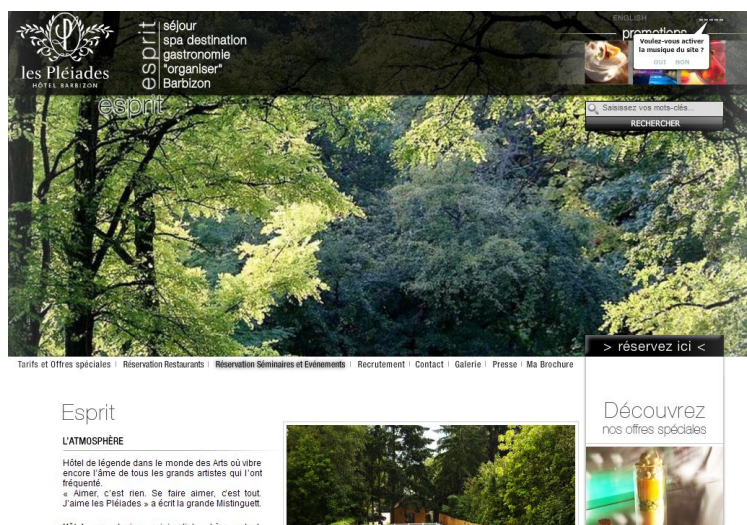 les Pléiades
HÔTEL BARBIZON
esprit
séjour
spa destination
gastronomie
"organiser"
Barbizon
ENGLISH
promotions
Voulez-vous activer
la musique du site ?
OUI NON
esprit
Saisissez vos mots-clés...
RECHERCHER
> réservez ici <
Tarifs et Offres spéciales | Réservation Restaurants | Réservation Séminaires et Evénements | Recrutement | Contact | Galerie | Presse | Ma Brochure
Esprit
L'ATMOSPHÈRE
Hôtel de légende dans le monde des Arts où vibre
encore l'âme de tous les grands artistes qui l'ont
fréquenté.
« Aimer, c'est rien. Se faire aimer, c'est tout.
J'aime les Pléiades » a écrit la grande Mistinguett.
Découvrez
nos offres spéciales